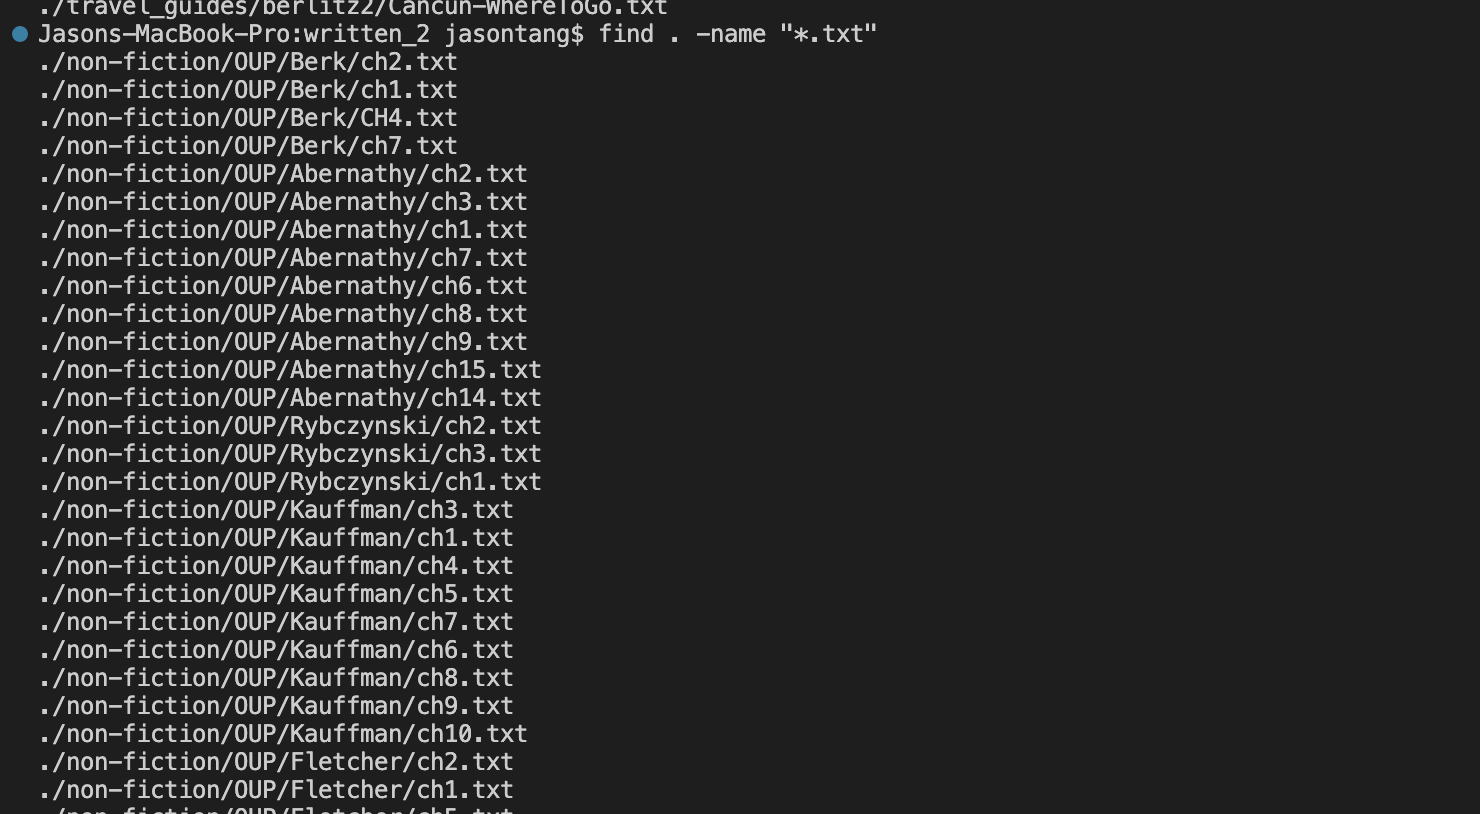 ./travel_guides/berlitz2/Cancun-WhereToGo.txt
Jasons-MacBook-Pro:written_2 jasontang$ find . -name "*.txt"
./non-fiction/OUP/Berk/ch2.txt
./non-fiction/OUP/Berk/ch1.txt
./non-fiction/OUP/Berk/CH4.txt
./non-fiction/OUP/Berk/ch7.txt
./non-fiction/OUP/Abernathy/ch2.txt
./non-fiction/OUP/Abernathy/ch3.txt
./non-fiction/OUP/Abernathy/ch1.txt
./non-fiction/OUP/Abernathy/ch7.txt
./non-fiction/OUP/Abernathy/ch6.txt
./non-fiction/OUP/Abernathy/ch8.txt
./non-fiction/OUP/Abernathy/ch9.txt
./non-fiction/OUP/Abernathy/ch15.txt
./non-fiction/OUP/Abernathy/ch14.txt
./non-fiction/OUP/Rybczynski/ch2.txt
./non-fiction/OUP/Rybczynski/ch3.txt
./non-fiction/OUP/Rybczynski/ch1.txt
./non-fiction/OUP/Kauffman/ch3.txt
./non-fiction/OUP/Kauffman/ch1.txt
./non-fiction/OUP/Kauffman/ch4.txt
./non-fiction/OUP/Kauffman/ch5.txt
./non-fiction/OUP/Kauffman/ch7.txt
./non-fiction/OUP/Kauffman/ch6.txt
./non-fiction/OUP/Kauffman/ch8.txt
./non-fiction/OUP/Kauffman/ch9.txt
./non-fiction/OUP/Kauffman/ch10.txt
./non-fiction/OUP/Fletcher/ch2.txt
./non-fiction/OUP/Fletcher/ch1.txt
./non-fiction/OUP/Fletcher/ch5.txt